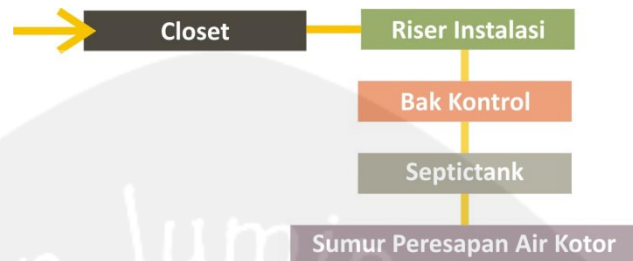 Closet
Riser Instalasi
Bak Kontrol
Septictank
Sumur Peresapan Air Kotor